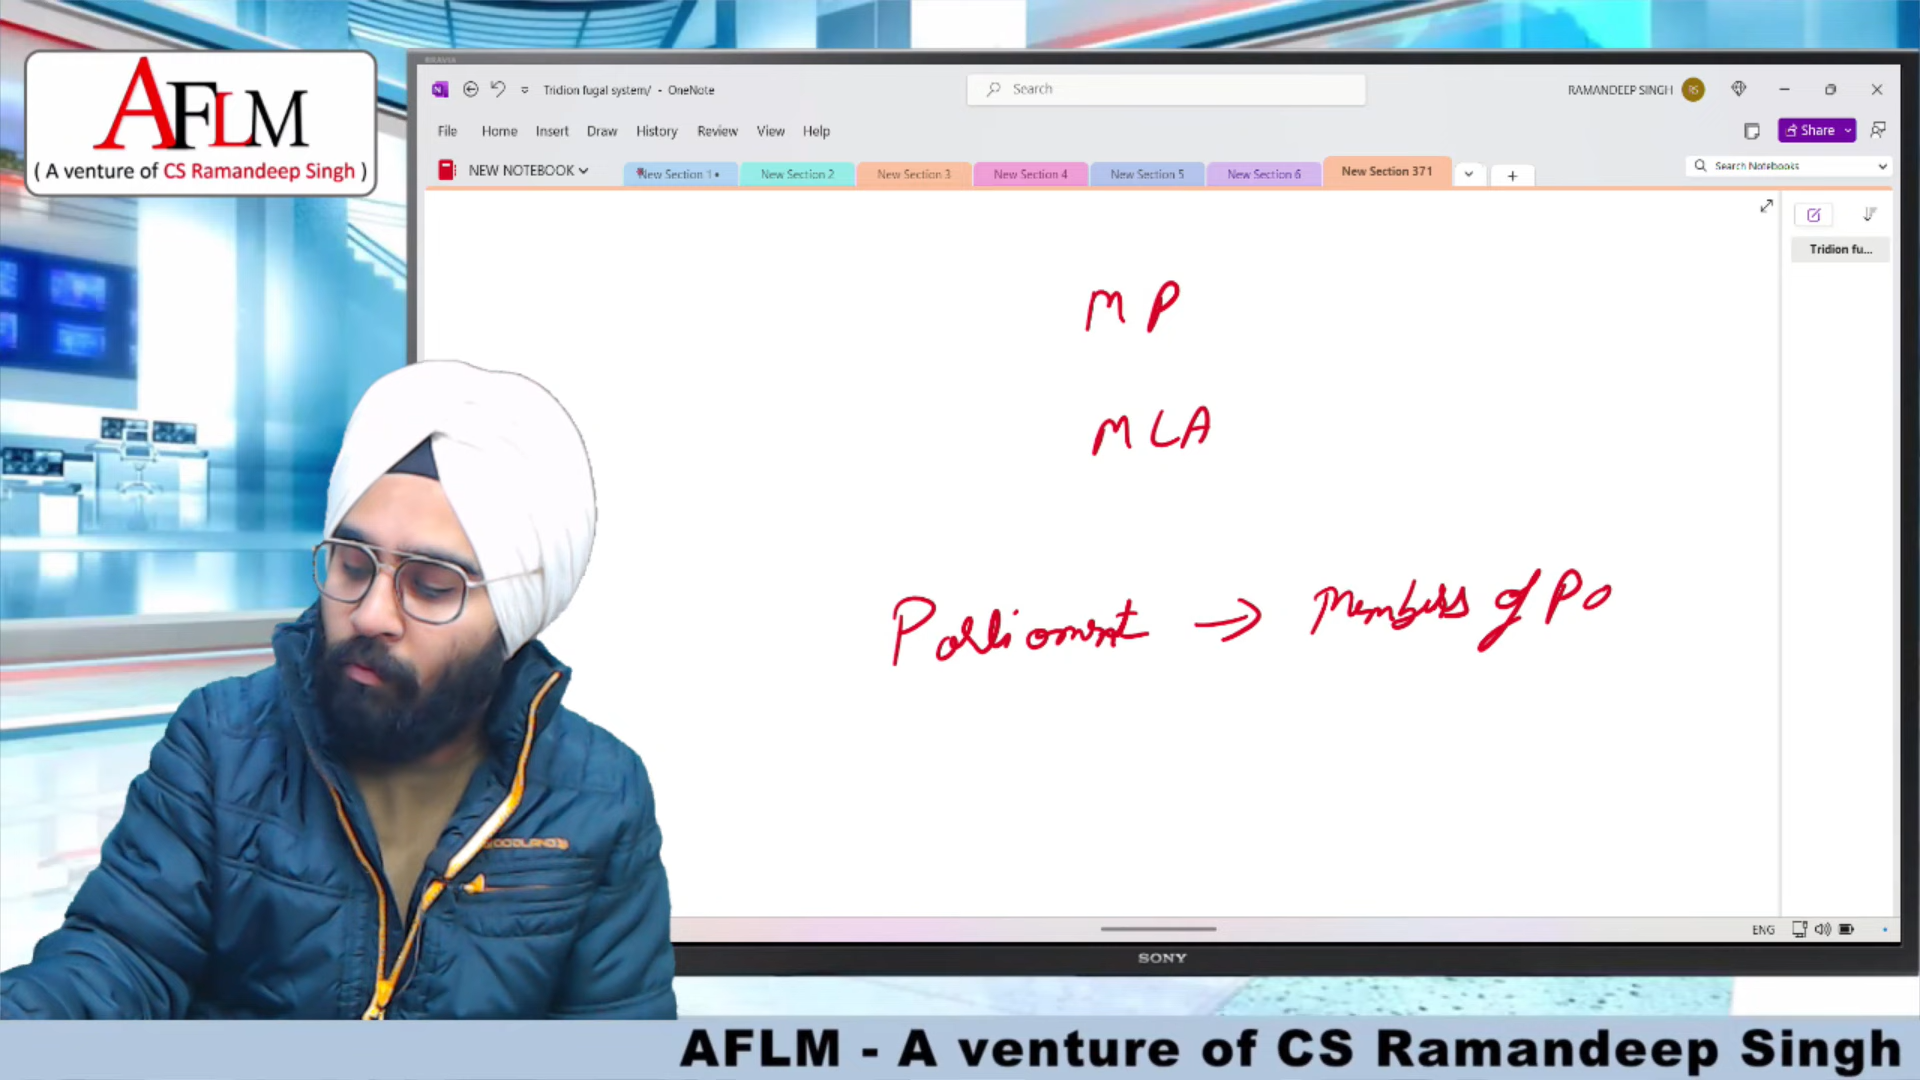 AFLM
( A venture of CS Ramandeep Singh )
BRAVIA
Tridion fugal system/ - OneNote
Search
RAMANDEEP SINGH
RS
File Home Insert Draw History Review View Help
Share
NEW NOTEBOOK
New Section 1
New Section 2
New Section 3
New Section 4
New Section 5
New Section 6
New Section 371
Search Notebooks
Tridion fu...
M P
M L A
Parliament → Members of Pa
ENG
SONY
AFLM - A venture of CS Ramandeep Singh